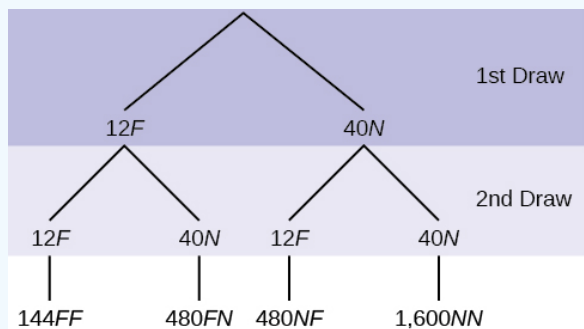 1st Draw
12F 40N
2nd Draw
12F 40N 12F 40N
144FF 480FN 480NF 1,600NN